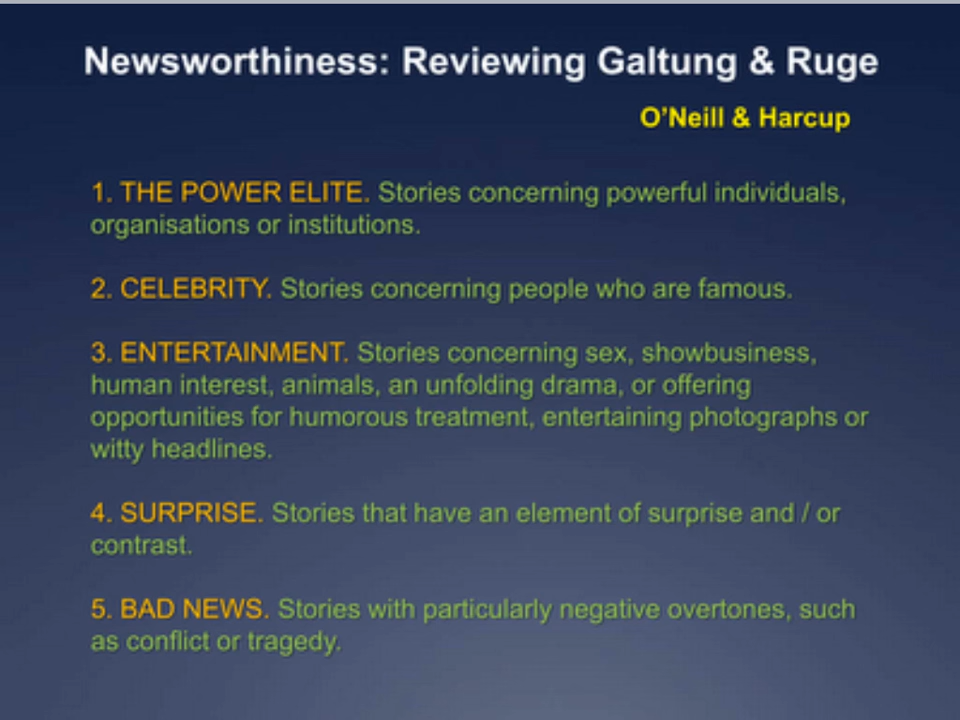 Newsworthiness: Reviewing Galtung & Ruge
O’Neill & Harcup
1. THE POWER ELITE. Stories concerning powerful individuals,
organisations or institutions.
2. CELEBRITY. Stories concerning people who are famous.
3. ENTERTAINMENT. Stories concerning sex, showbusiness,
human interest, animals, an unfolding drama, or offering
opportunities for humorous treatment, entertaining photographs or
witty headlines.
4. SURPRISE. Stories that have an element of surprise and / or
contrast.
5. BAD NEWS. Stories with particularly negative overtones, such
as conflict or tragedy.